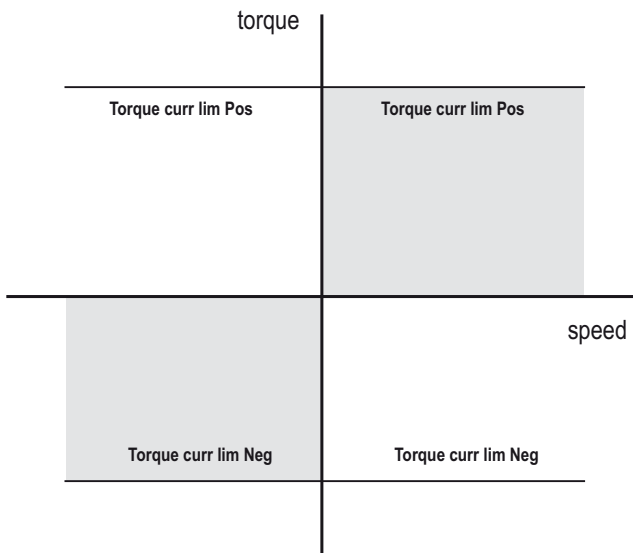 torque
Torque curr lim Pos
Torque curr lim Pos
speed
Torque curr lim Neg
Torque curr lim Neg